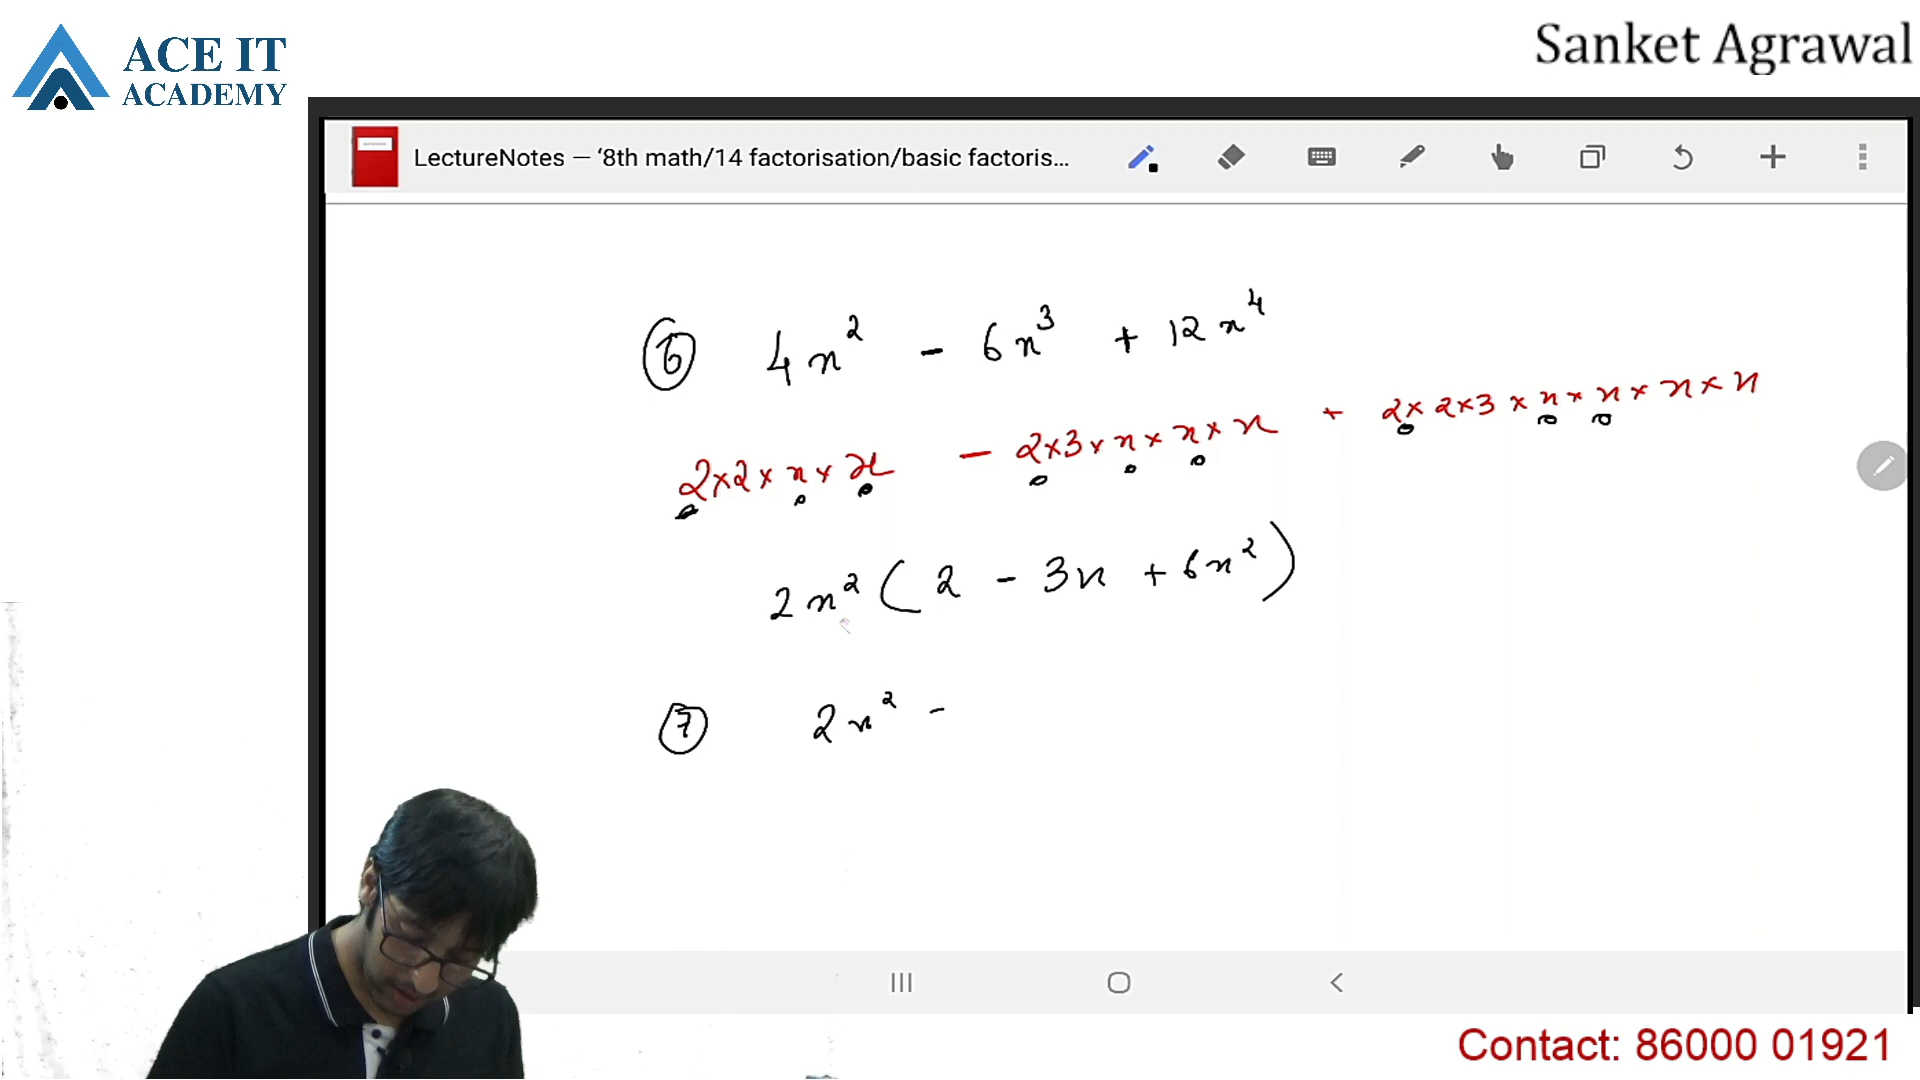 ACE IT
ACADEMY
Sanket Agrawal
LectureNotes — ‘8th math/14 factorisation/basic factoris...
⑥ 4x² - 6x³ + 12x⁴
2×2×x×x - 2×3×x×x×x + 2×2×3×x×x×x×x
2x² (2 - 3x + 6x²)
⑦ 2x² -
Contact: 86000 01921